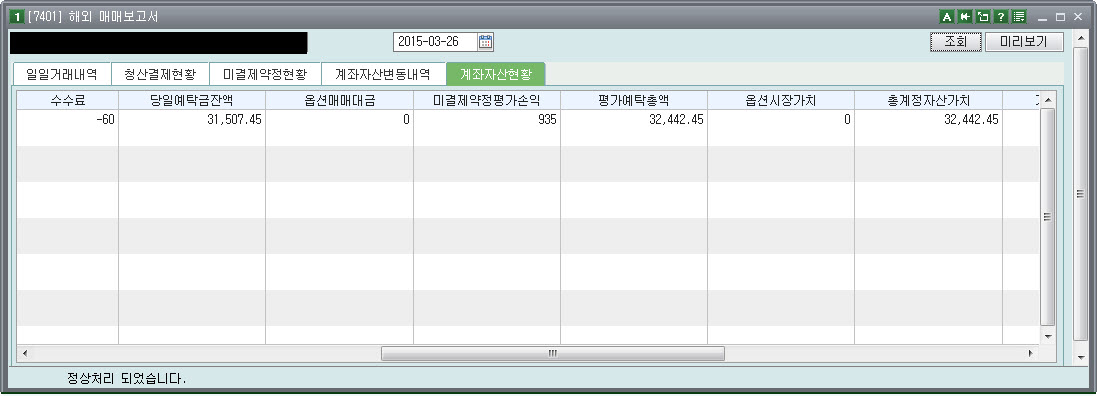 1 [7401] 해외 매매보고서 A ?
2015-03-26 조회 미리보기
일일거래내역 청산결제현황 미결제약정현황 계좌자산변동내역 계좌자산현황
수수료 당일예탁금잔액 옵션매매대금 미결제약정평가손익 평가예탁총액 옵션시장가치 총계정자산가치
-60 31,507.45 0 935 32,442.45 0 32,442.45
정상처리 되었습니다.